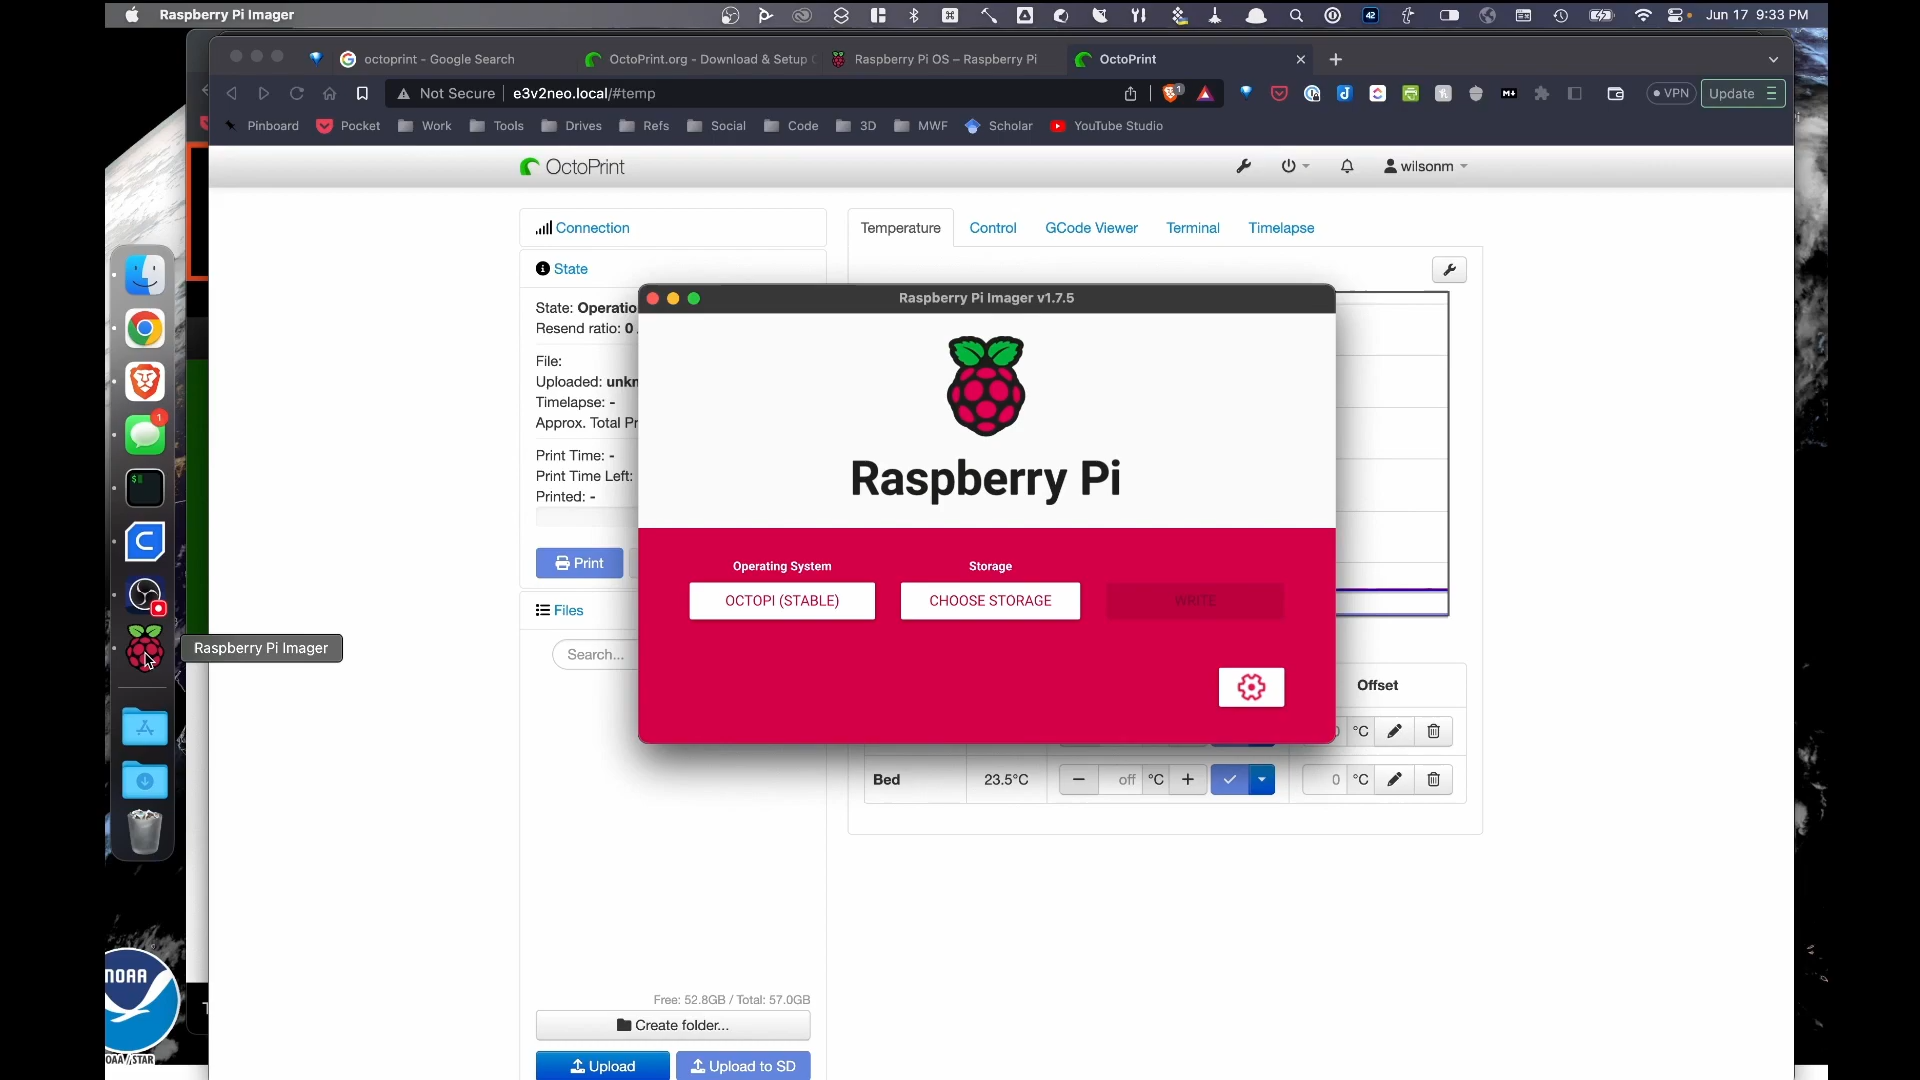 Raspberry Pi Imager
42
Jun 17 9:33 PM
octoprint - Google Search
OctoPrint.org - Download & Setup
Raspberry Pi OS – Raspberry Pi
OctoPrint
Not Secure
e3v2neo.local/#temp
1
VPN
Update
Pinboard
Pocket
Work
Tools
Drives
Refs
Social
Code
3D
MWF
Scholar
YouTube Studio
OctoPrint
wilsonm
Connection
Temperature
Control
GCode Viewer
Terminal
Timelapse
State
State: Operatio
Resend ratio: 0
File:
Uploaded: unkn
Timelapse: -
Approx. Total Pr
Print Time: -
Print Time Left:
Printed: -
Print
Files
Search...
Raspberry Pi Imager v1.7.5
Raspberry Pi
Operating System
Storage
OCTOPI (STABLE)
CHOOSE STORAGE
WRITE
1
Raspberry Pi Imager
Offset
°C
Bed
23.5°C
off
°C
0
°C
Free: 52.8GB / Total: 57.0GB
Create folder...
Upload
Upload to SD
NOAA
NOAA/STAR